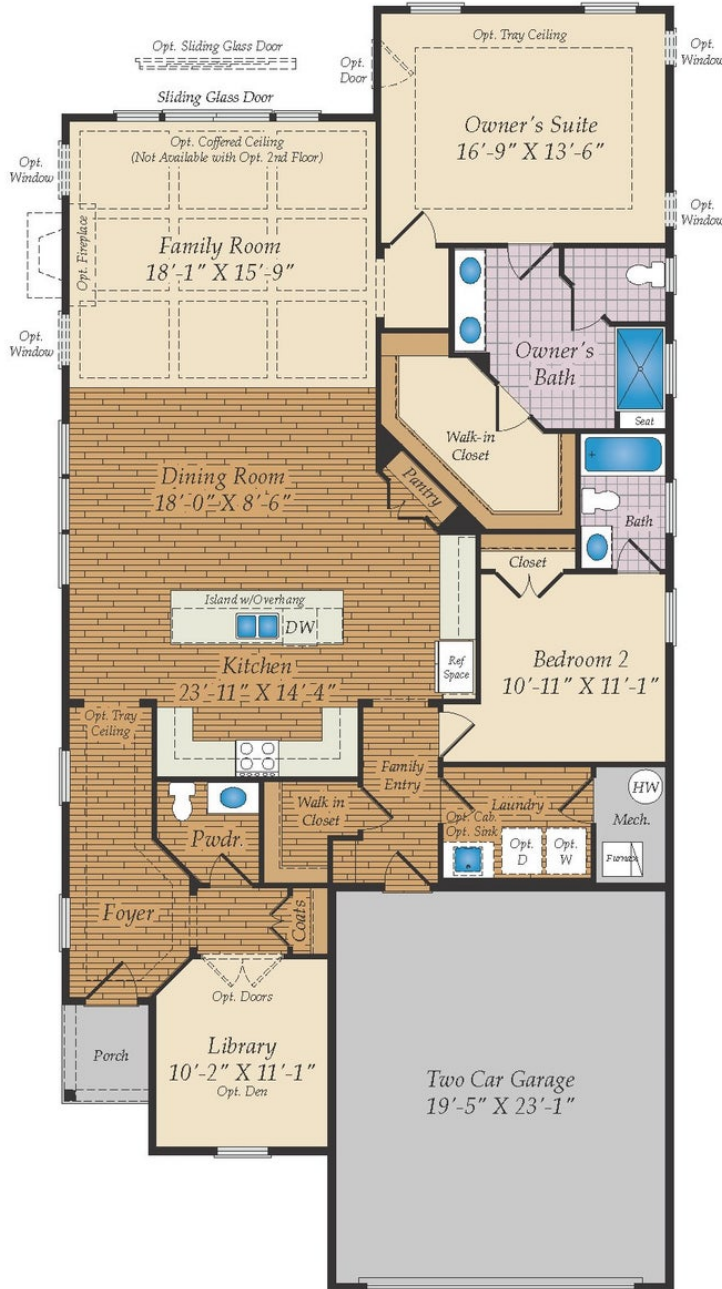 Opt. Sliding Glass Door
Sliding Glass Door
Opt.
Door
Opt. Tray Ceiling
Opt.
Window
Owner's Suite
16'-9" X 13'-6"
Opt.
Window
Opt. Coffered Ceiling
(Not Available with Opt. 2nd Floor)
Opt.
Window
Opt. Fireplace
Family Room
18'-1" X 15'-9"
Opt.
Window
Owner's
Bath
Seat
Walk-in
Closet
Dining Room
18'-0" X 8'-6"
Pantry
Bath
Closet
Island w/Overhang
DW
Kitchen
23'-11" X 14'-4"
Ref
Space
Bedroom 2
10'-11" X 11'-1"
Opt. Tray
Ceiling
Family
Entry
Walk in
Closet
Pwdr.
Laundry
Opt. Cab.
Opt. Sink
Opt.
D
Opt.
W
HW
Mech.
Furnace
Foyer
Coats
Opt. Doors
Porch
Library
10'-2" X 11'-1"
Opt. Den
Two Car Garage
19'-5" X 23'-1"